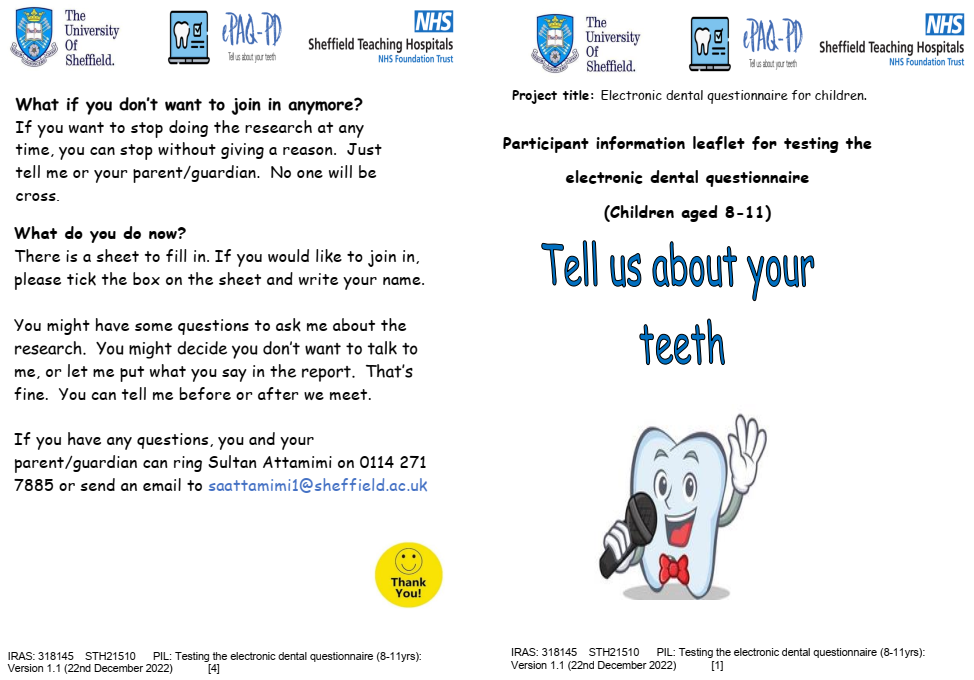 The
University
Of
Sheffield.
ePAQ-PD
Tell us about your teeth
NHS
Sheffield Teaching Hospitals
NHS Foundation Trust
What if you don't want to join in anymore?
If you want to stop doing the research at any
time, you can stop without giving a reason.  Just
tell me or your parent/guardian.  No one will be
cross.
What do you do now?
There is a sheet to fill in. If you would like to join in,
please tick the box on the sheet and write your name.
You might have some questions to ask me about the
research.  You might decide you don't want to talk to
me, or let me put what you say in the report.  That's
fine.  You can tell me before or after we meet.
If you have any questions, you and your
parent/guardian can ring Sultan Attamimi on 0114 271
7885 or send an email to saattamimi1@sheffield.ac.uk
Thank
You!
IRAS: 318145    STH21510      PIL: Testing the electronic dental questionnaire (8-11yrs):
Version 1.1 (22nd December 2022)            [4]
The
University
Of
Sheffield.
ePAQ-PD
Tell us about your teeth
NHS
Sheffield Teaching Hospitals
NHS Foundation Trust
Project title: Electronic dental questionnaire for children.
Participant information leaflet for testing the
electronic dental questionnaire
(Children aged 8-11)
Tell us about your
teeth
IRAS: 318145    STH21510      PIL: Testing the electronic dental questionnaire (8-11yrs):
Version 1.1 (22nd December 2022)            [1]